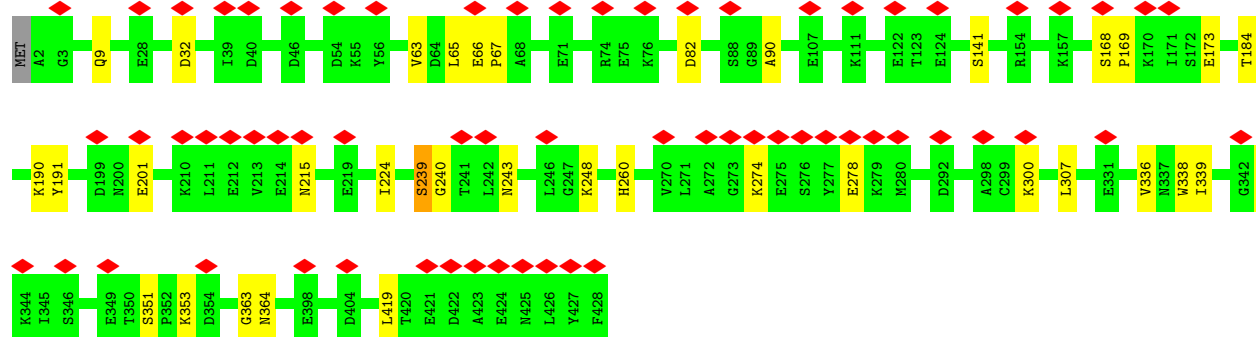 MET A2 G3 Q9 E28 D32 I39 D40 D46 D54 K55 Y56 V63 D64 L65 E66 P67 A68 E71 R74 E75 K76 D82 S88 G89 A90 E107 K111 E122 T123 E124 S141 R154 K157 S168 P169 K170 I171 S172 E173 T184
K190 Y191 D199 N200 E201 K210 L211 E212 V213 E214 N215 E219 I224 S239 G240 T241 L242 N243 L246 G247 K248 H260 V270 L271 A272 G273 K274 E275 S276 Y277 E278 K279 M280 D292 A298 C299 K300 L307 E331 V336 N337 W338 I339 G342
K344 I345 S346 E349 T350 S351 P352 K353 D354 G363 N364 E398 D404 L419 T420 E421 D422 A423 E424 N425 L426 Y427 F428